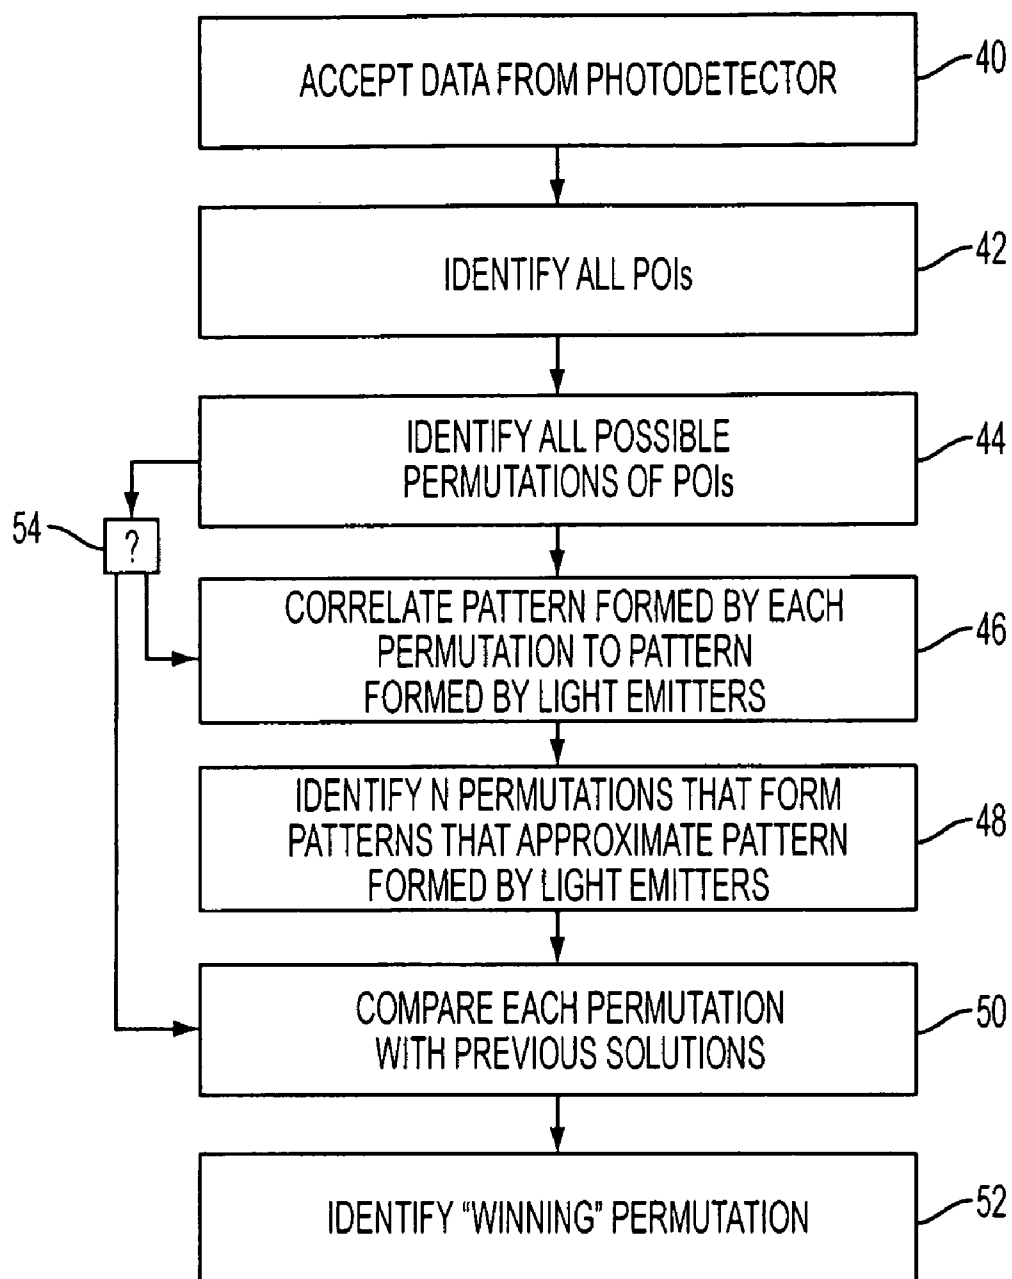 ACCEPT DATA FROM PHOTODETECTOR
40
IDENTIFY ALL POIs
42
IDENTIFY ALL POSSIBLE
PERMUTATIONS OF POIs
44
54
?
CORRELATE PATTERN FORMED BY EACH
PERMUTATION TO PATTERN
FORMED BY LIGHT EMITTERS
46
IDENTIFY N PERMUTATIONS THAT FORM
PATTERNS THAT APPROXIMATE PATTERN
FORMED BY LIGHT EMITTERS
48
COMPARE EACH PERMUTATION
WITH PREVIOUS SOLUTIONS
50
IDENTIFY "WINNING" PERMUTATION
52